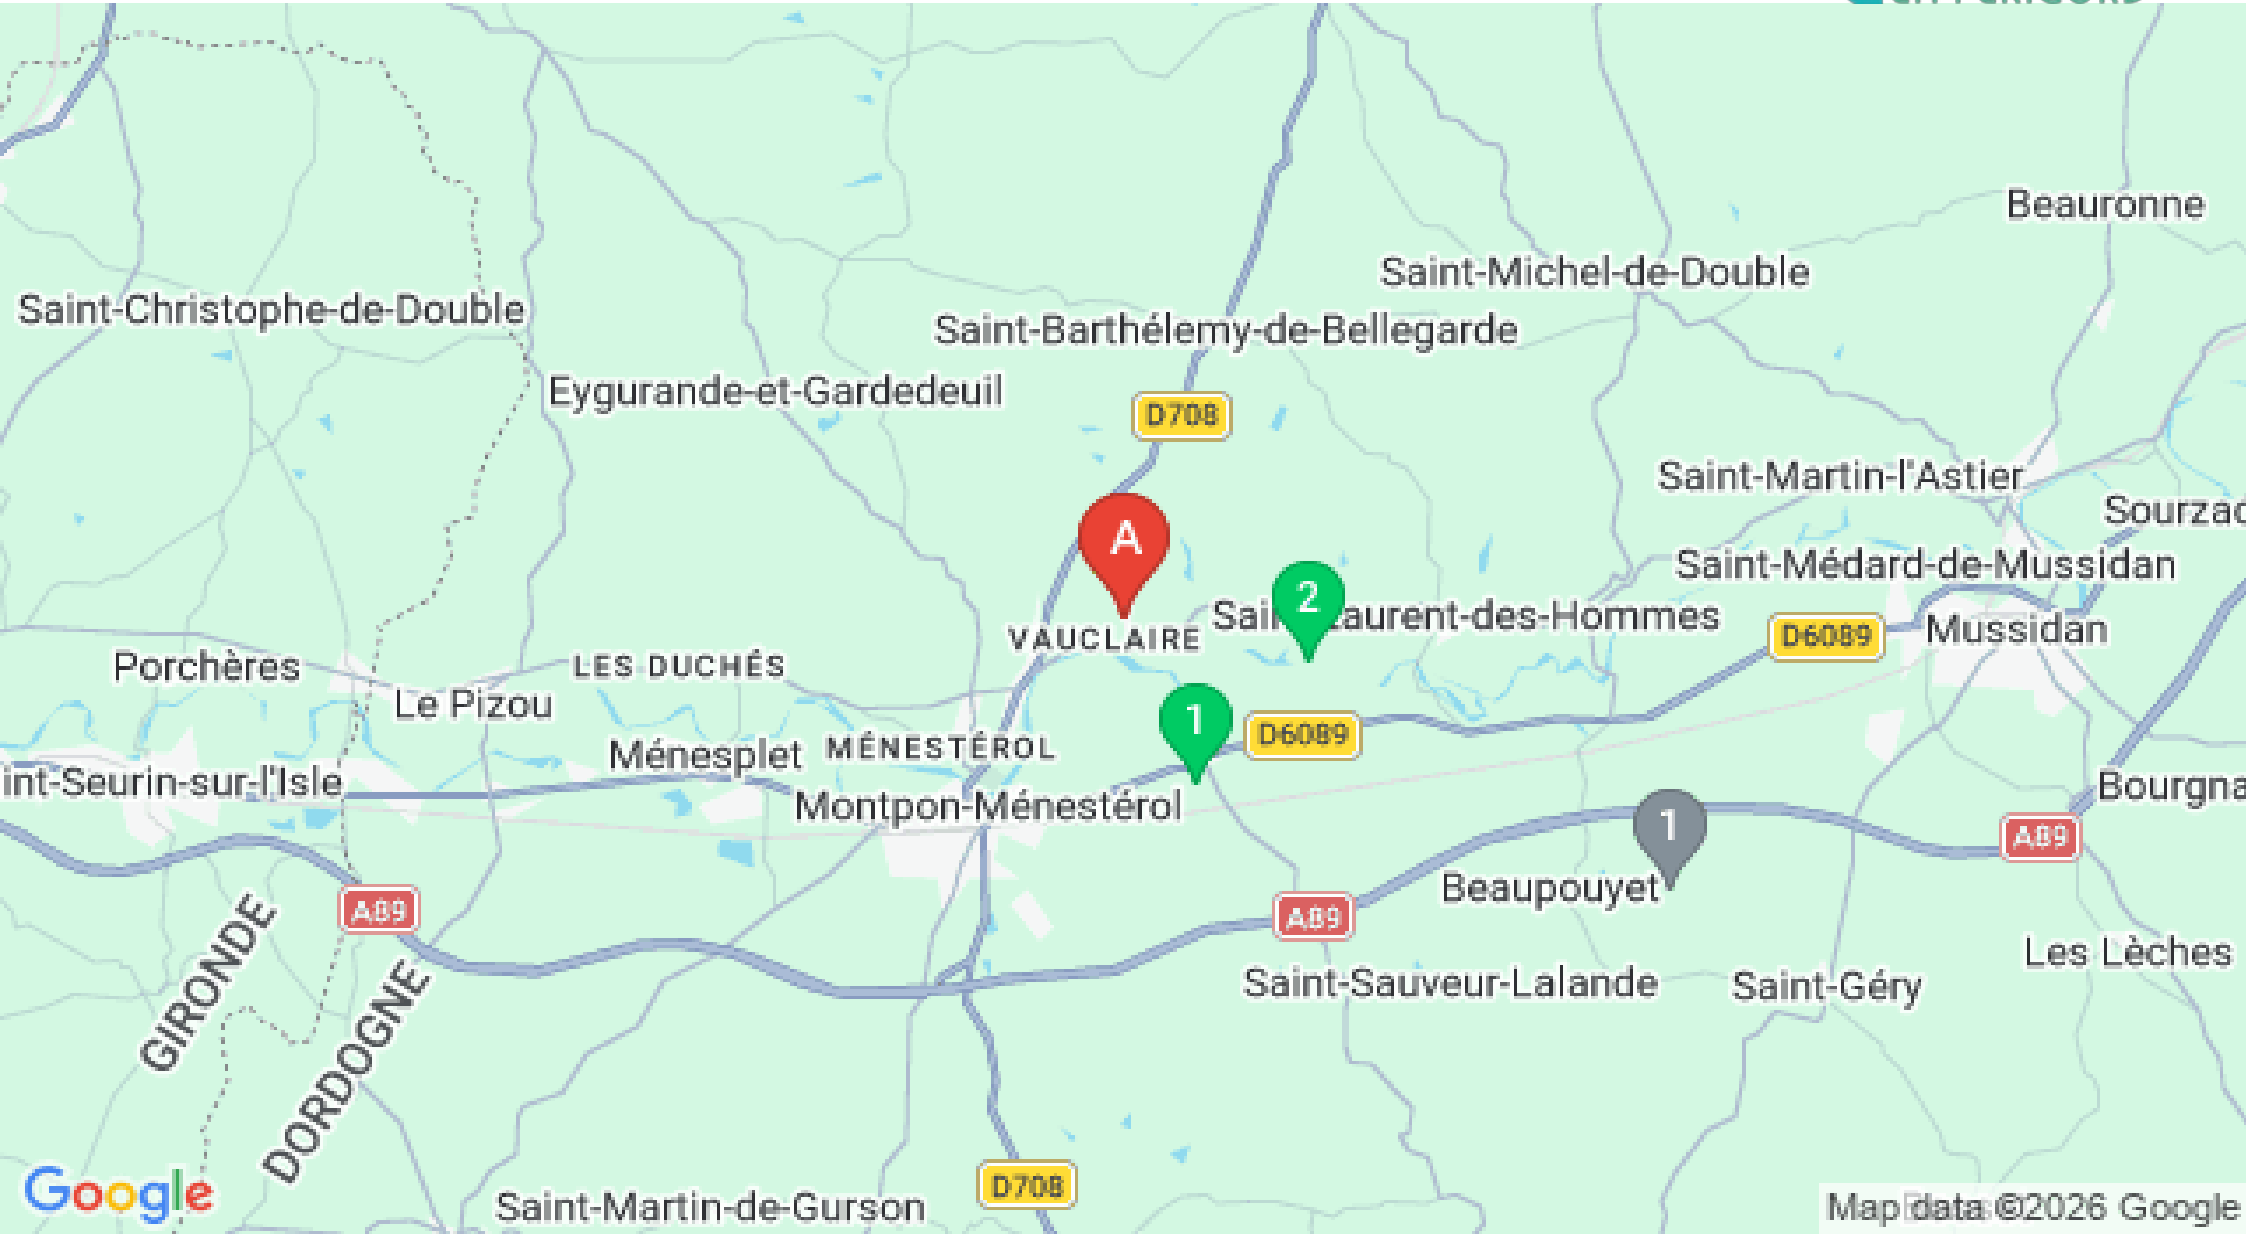 Beauronne
Saint-Michel-de-Double
Saint-Christophe-de-Double
Saint-Barthélemy-de-Bellegarde
Eygurande-et-Gardedeuil
D708
Saint-Martin-l'Astier
Sourzac
A
Saint-Médard-de-Mussidan
2
Saint-Laurent-des-Hommes
VAUCLAIRE
D6089
Mussidan
Porchères
LES DUCHÉS
Le Pizou
1
D6089
Ménesplet
MÉNESTÉROL
int-Seurin-sur-l'Isle
Bourgna
Montpon-Ménestérol
1
A89
A89
Beaupouyet
A89
GIRONDE
Les Lèches
Saint-Sauveur-Lalande
Saint-Géry
DORDOGNE
D708
Google
Saint-Martin-de-Gurson
Map data ©2026 Google